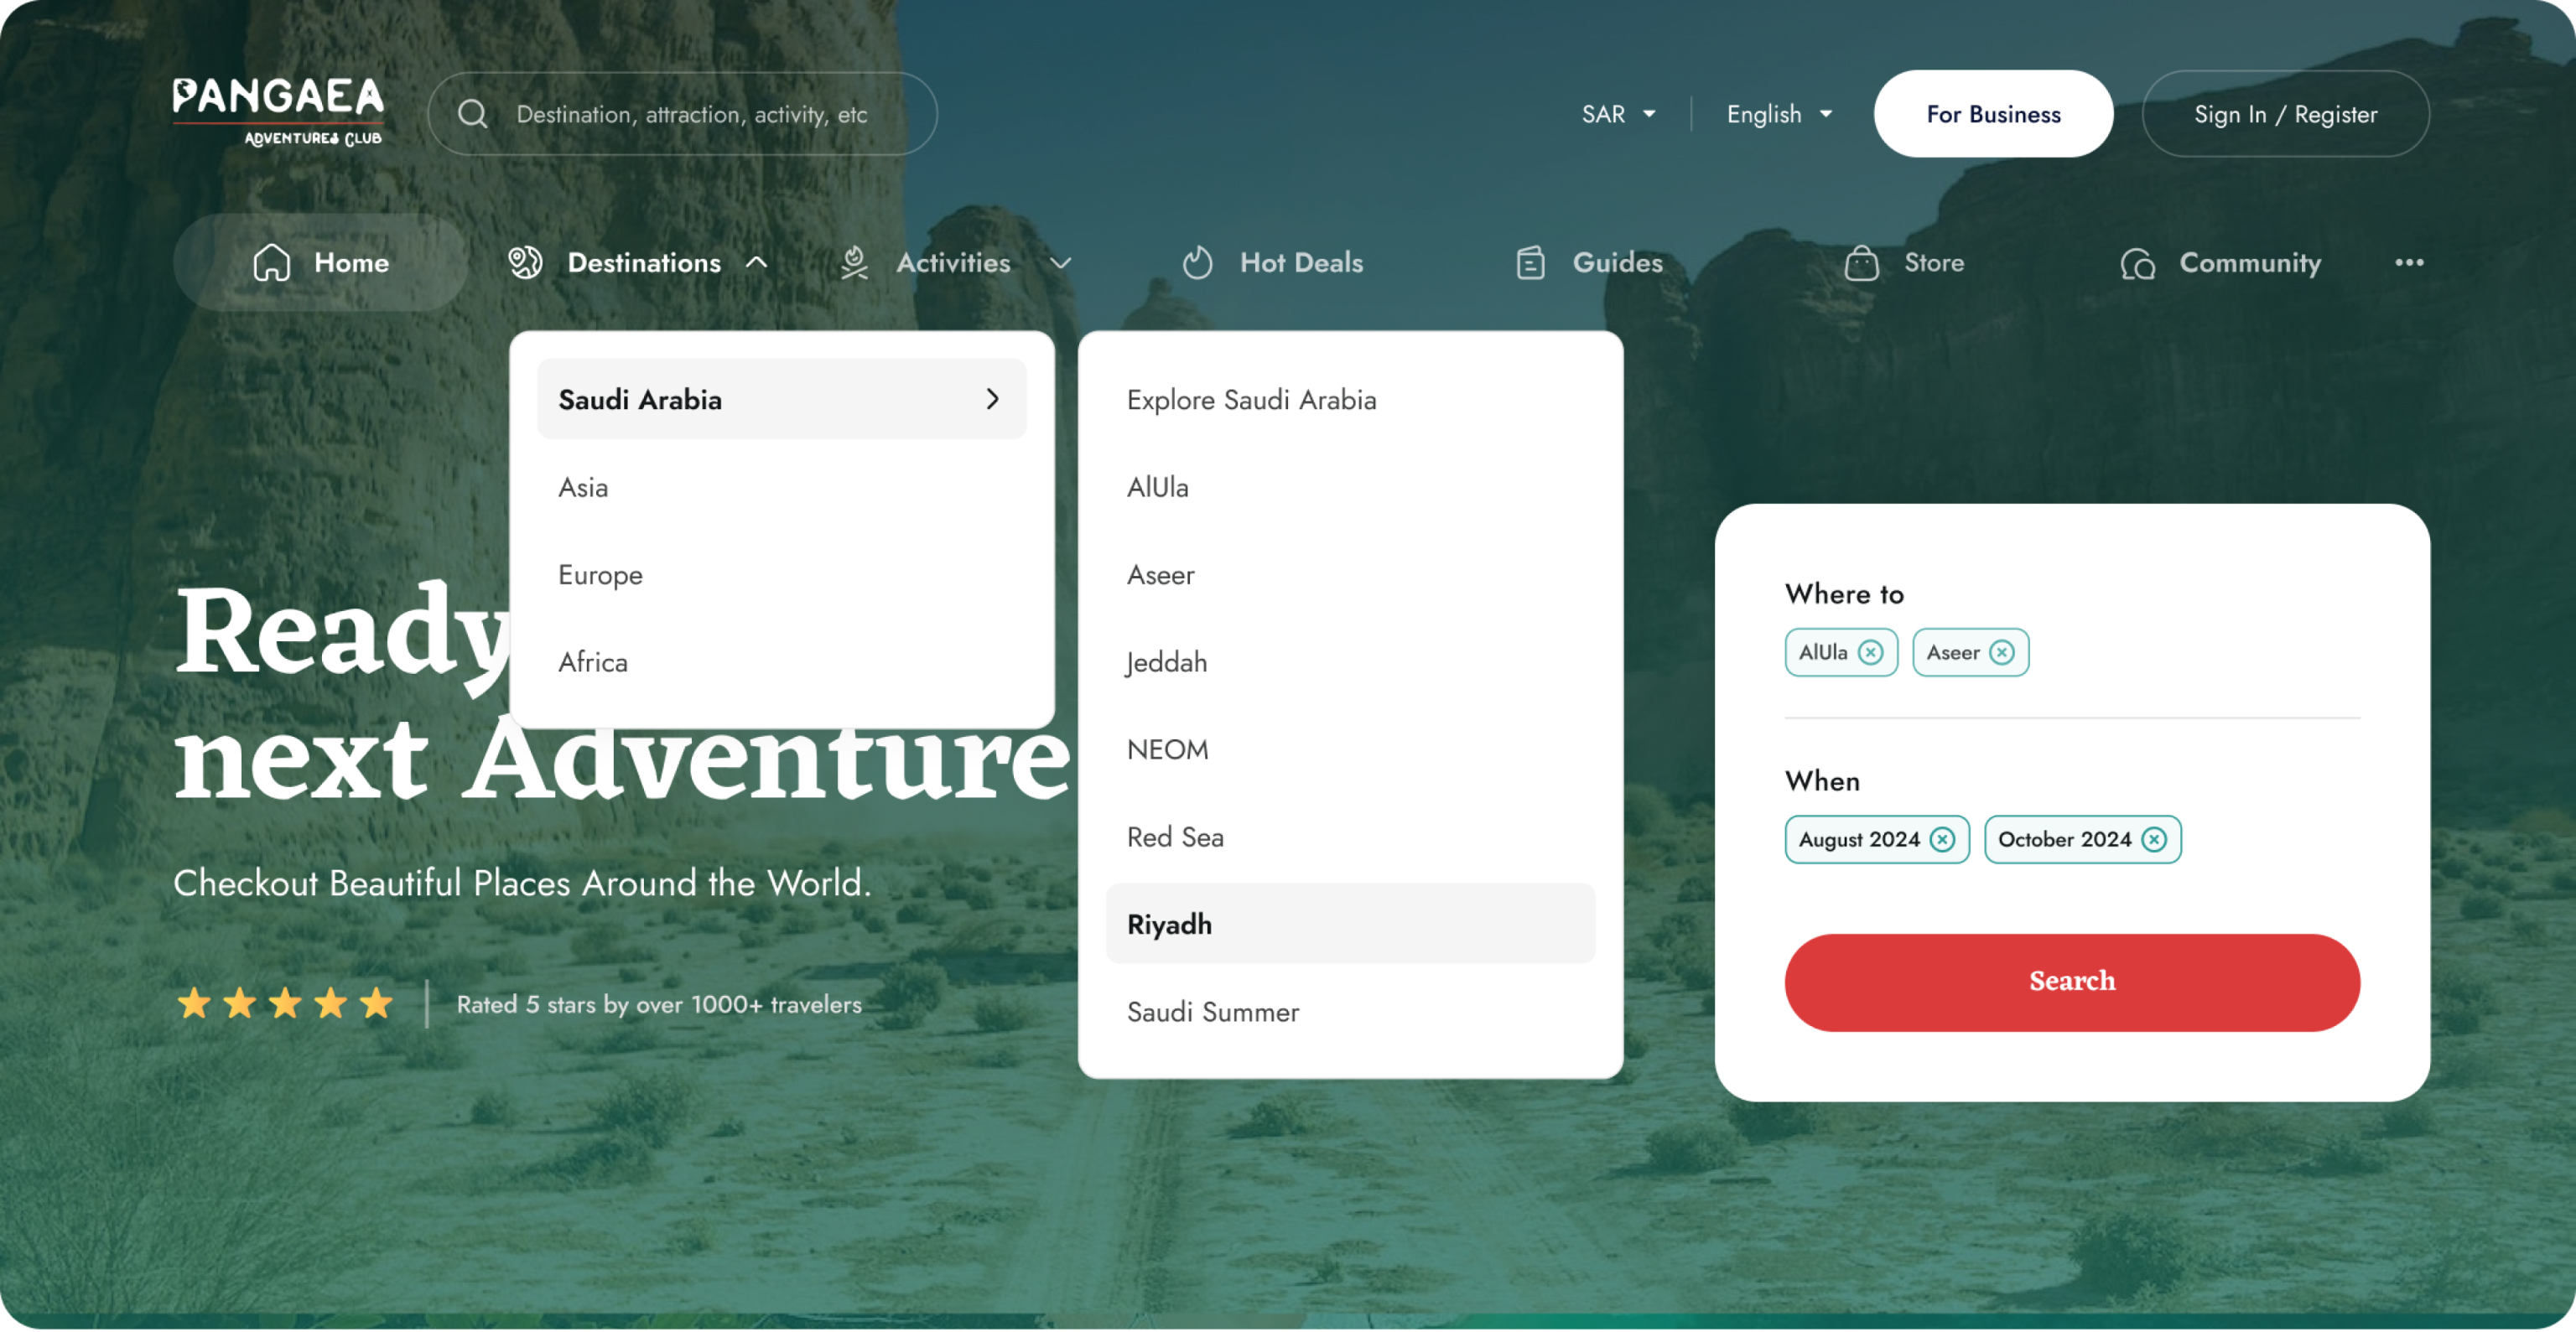 PANGAEA
ADVENTURES CLUB
Destination, attraction, activity, etc
SAR
English
For Business
Sign In / Register
Home
Destinations
Activities
Hot Deals
Guides
Store
Community
Saudi Arabia
Asia
Europe
Africa
Explore Saudi Arabia
AlUla
Aseer
Jeddah
NEOM
Red Sea
Riyadh
Saudi Summer
Ready
next Adventure
Checkout Beautiful Places Around the World.
Rated 5 stars by over 1000+ travelers
Where to
AlUla
Aseer
When
August 2024
October 2024
Search